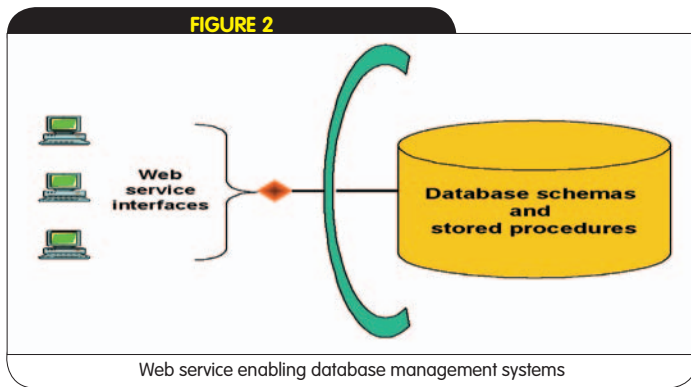 FIGURE 2
Web
service
interfaces
Database schemas
and
stored procedures
Web service enabling database management systems